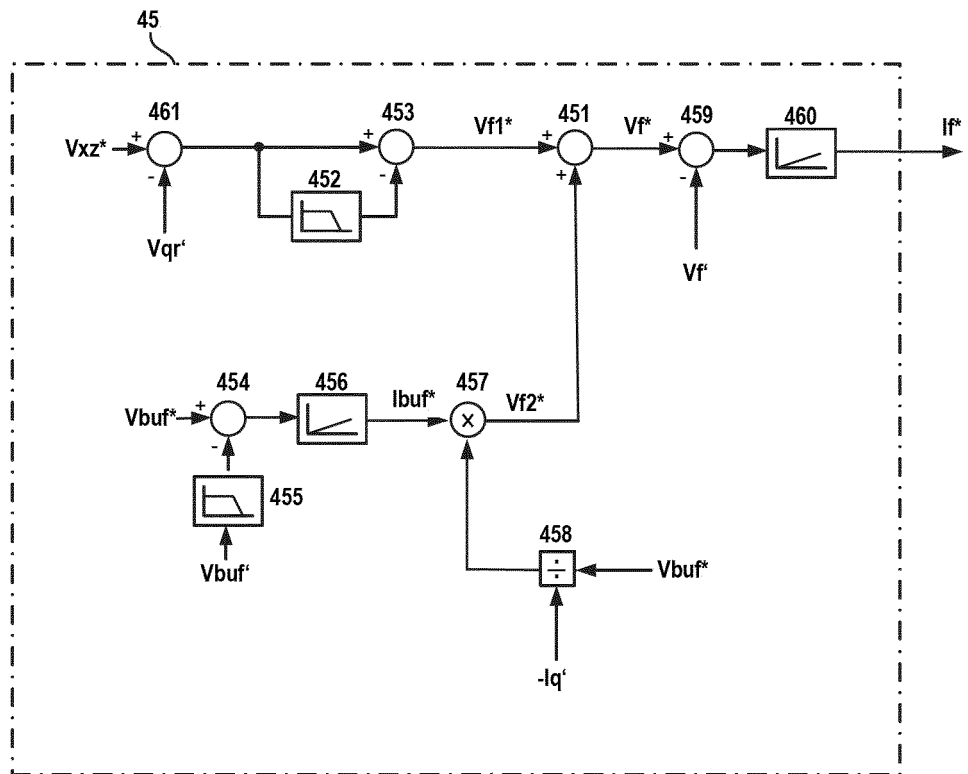 45
461
453
451
459
460
Vxz*
+
-
+
-
Vf1*
+
+
Vf*
+
-
If*
452
Vqr‘
Vf‘
454
456
457
Vbuf*
+
-
Ibuf*
×
Vf2*
455
Vbuf‘
458
÷
Vbuf*
-Iq‘